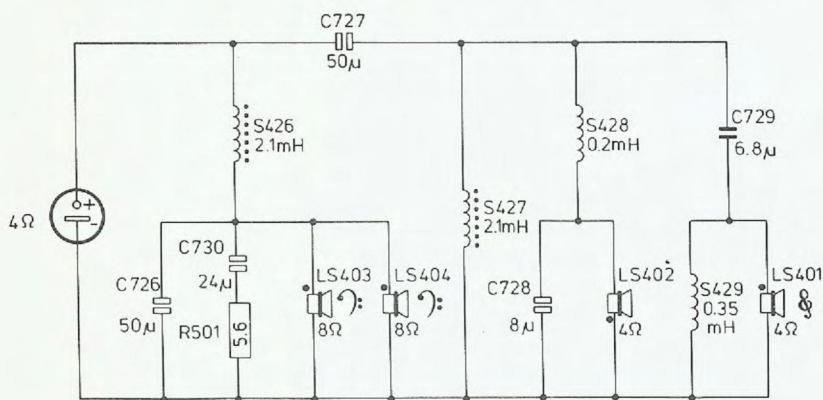 C727
50μ
S426
2.1mH
S428
0.2mH
C729
6.8μ
4Ω
+
-
S427
2.1mH
C730
24μ
C726
50μ
R501
5.6
LS403
8Ω
LS404
8Ω
C728
8μ
LS402
4Ω
S429
0.35
mH
LS401
4Ω